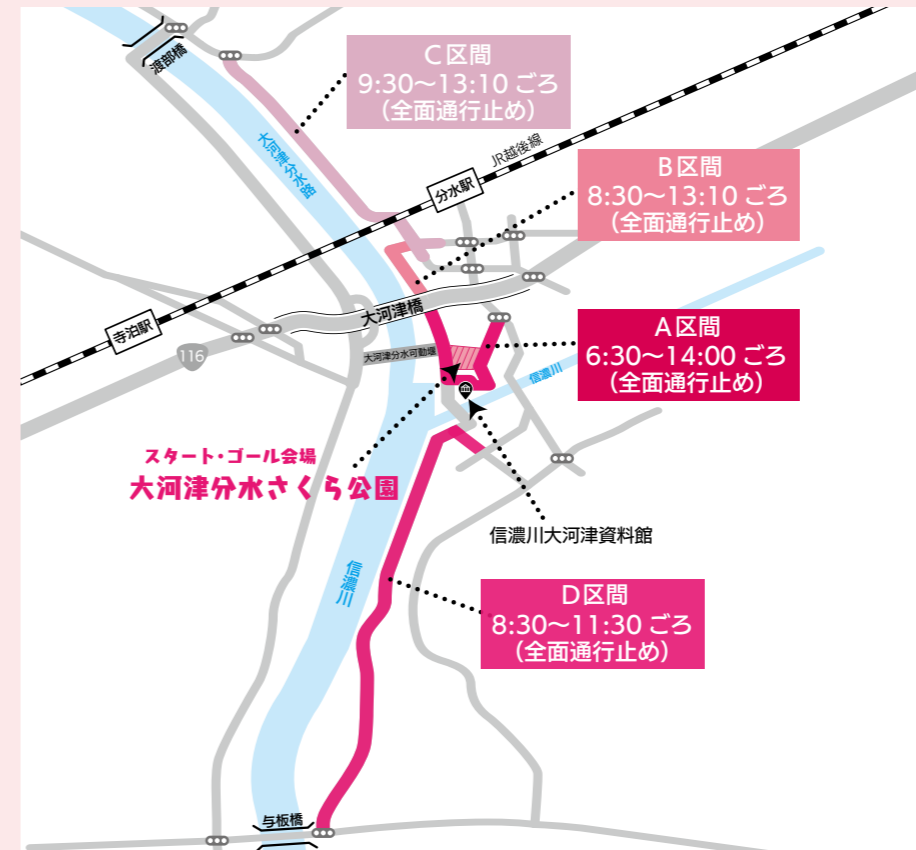 渡部橋
C区間
9:30〜13:10 ごろ
（全面通行止め）
大河津分水路
JR越後線
分水駅
B区間
8:30〜13:10 ごろ
（全面通行止め）
大河津橋
寺泊駅
116
大河津分水可動堰
A区間
6:30〜14:00 ごろ
（全面通行止め）
信濃川
スタート・ゴール会場
大河津分水さくら公園
信濃川大河津資料館
信濃川
D区間
8:30〜11:30 ごろ
（全面通行止め）
与板橋